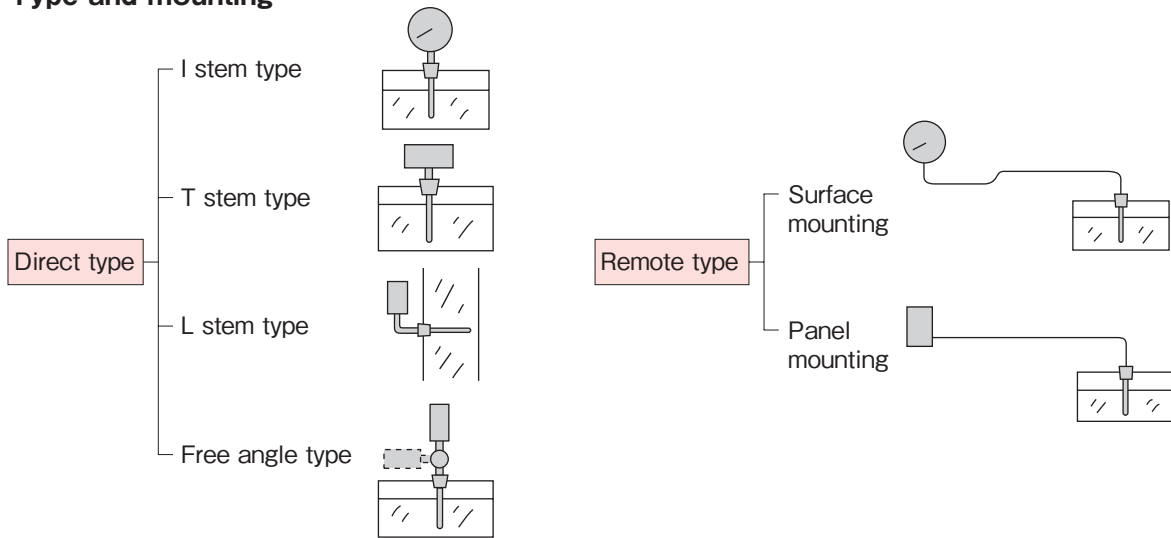 Type and mounting
Direct type
I stem type
T stem type
L stem type
Free angle type
Remote type
Surface
mounting
Panel
mounting